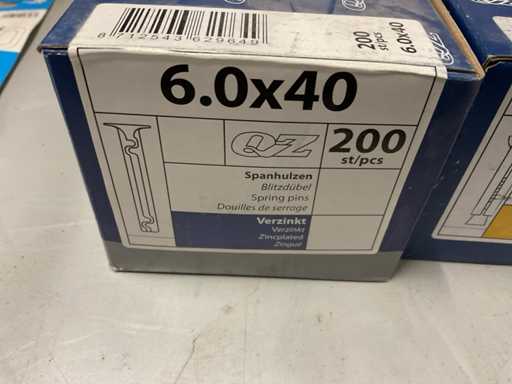 8 712543 629649
200
st/pcs
6.0x40
6.0x40
QZ
200
st/pcs
Spanhulzen
Blitzdübel
Spring pins
Douilles de serrage
Verzinkt
Verzinkt
Zincplated
Zingué